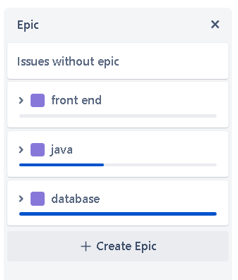 Epic
Issues without epic
front end
java
database
+ Create Epic